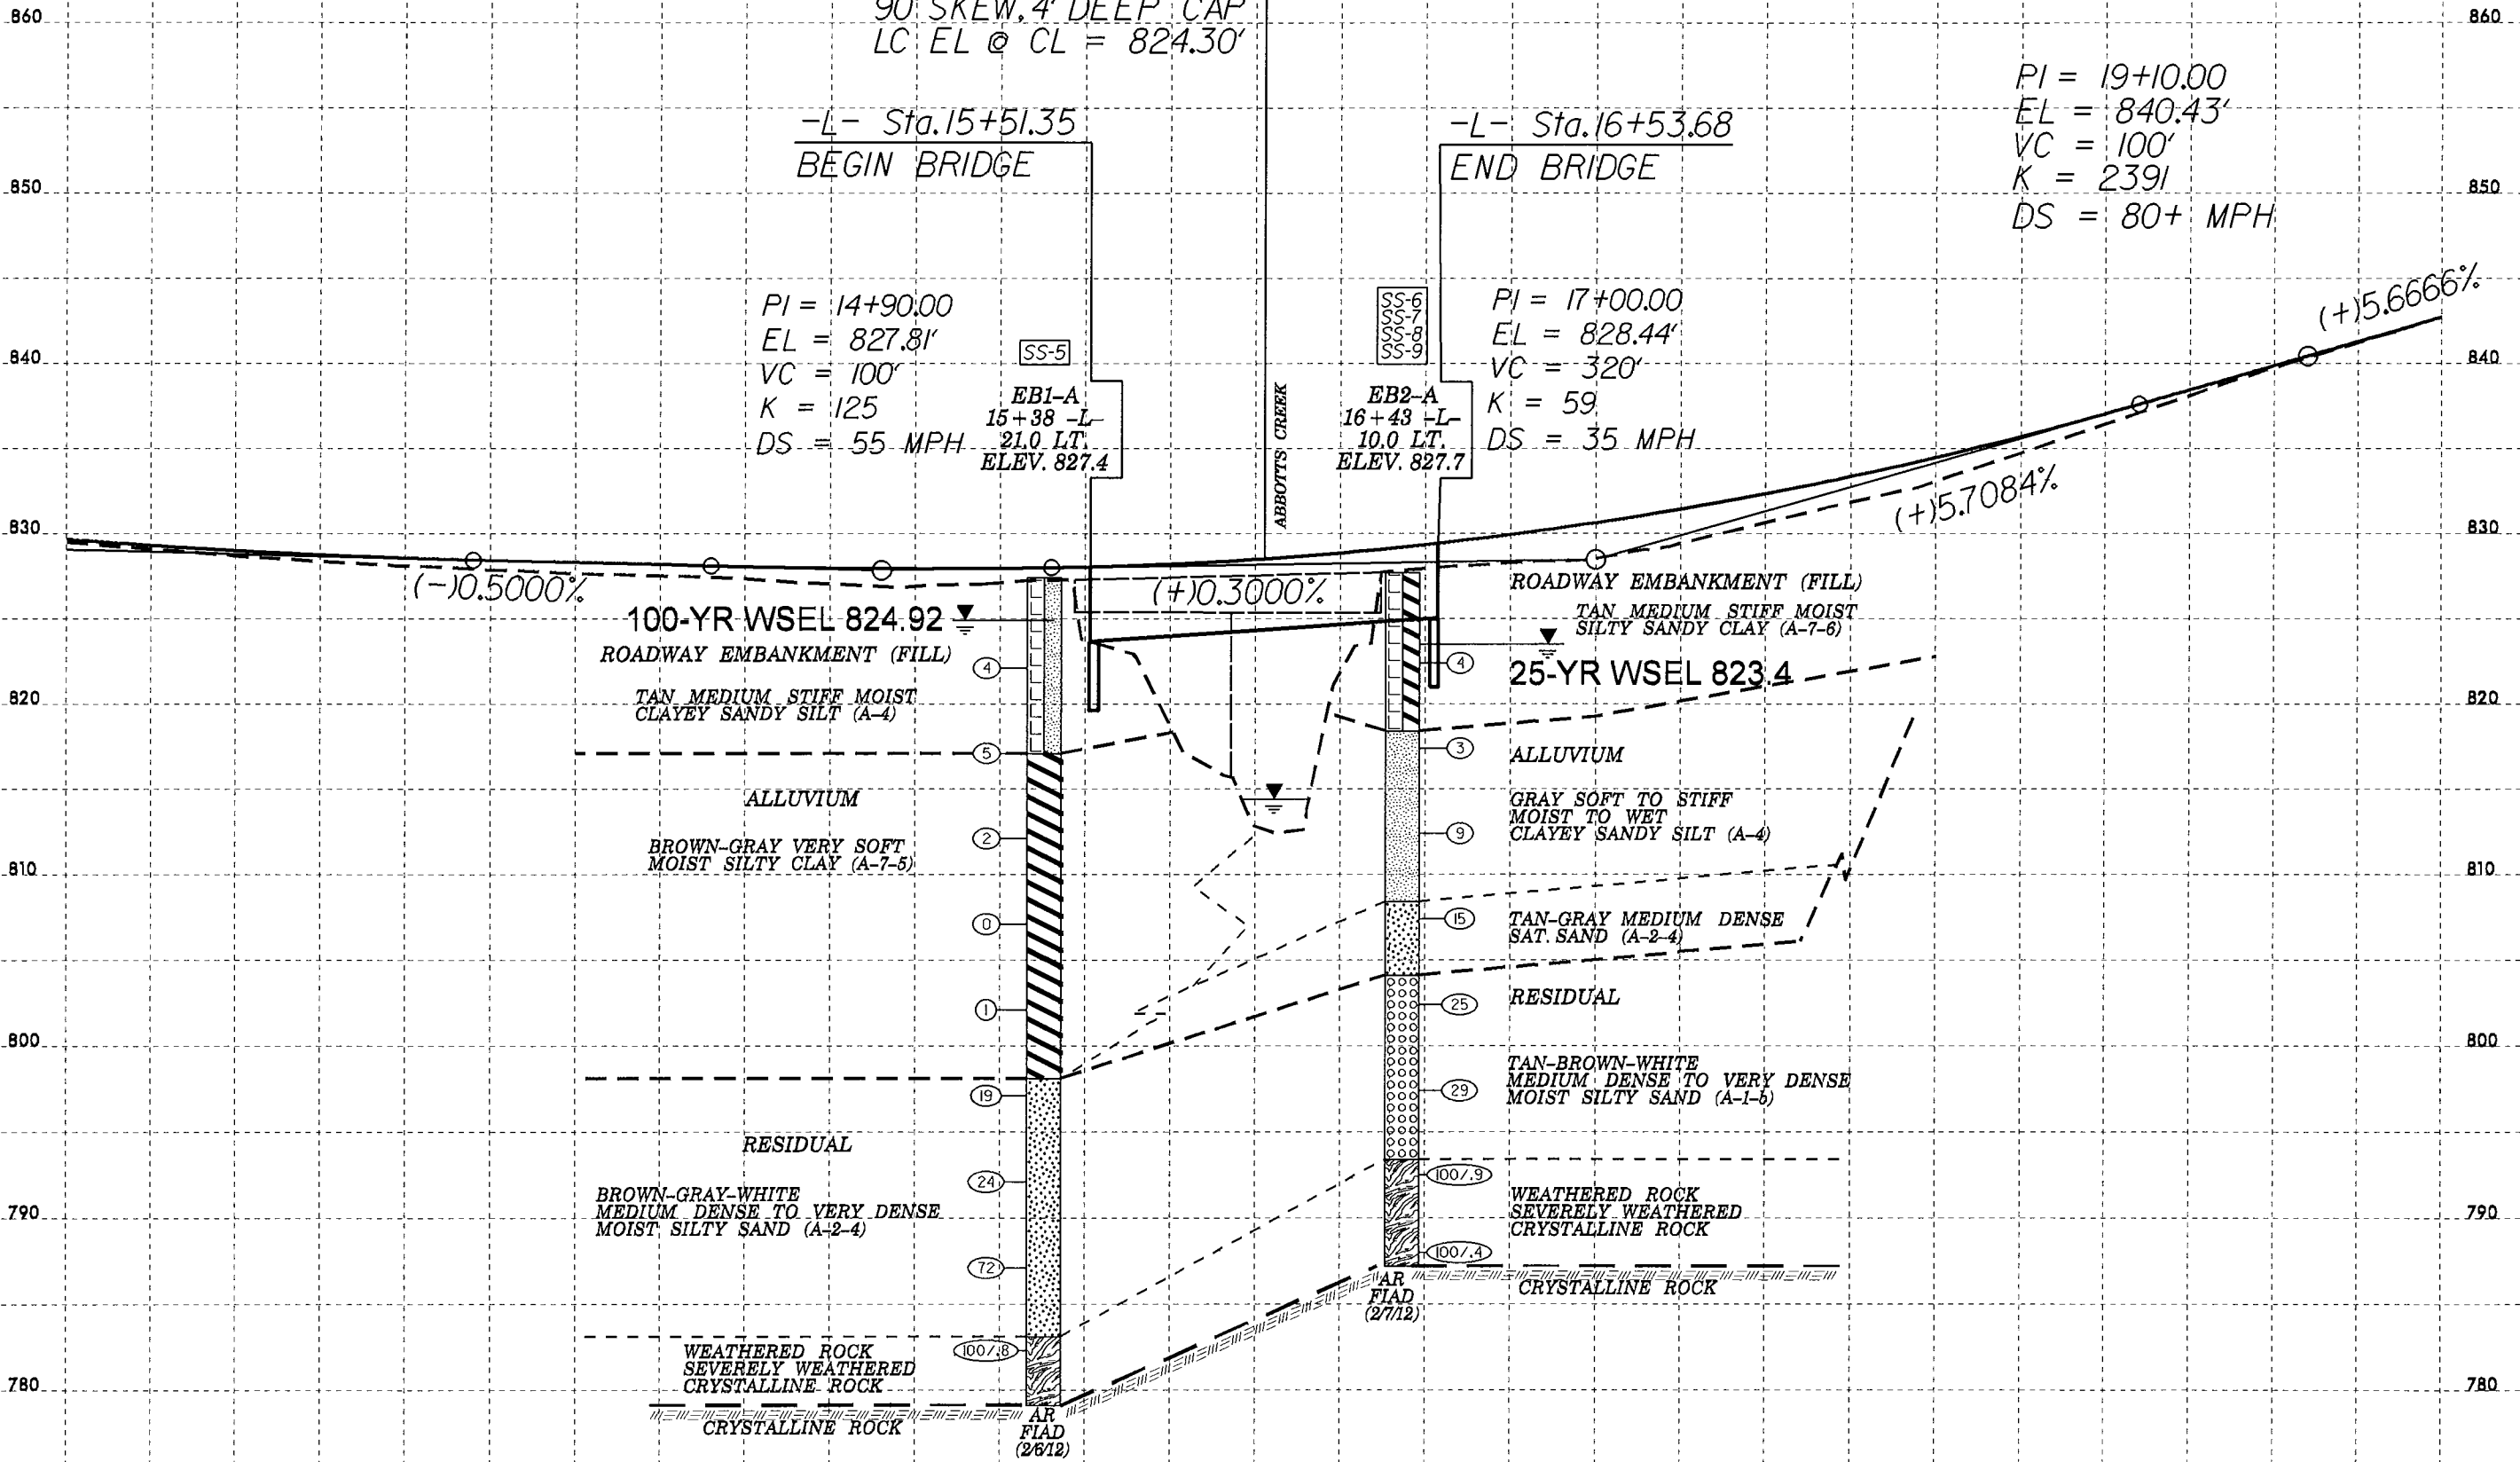 90 SKEW, 4' DEEP CAP
LC EL @ CL = 824.30'
860
860
PI = 19+10.00
EL = 840.43'
VC = 100'
K = 2391
DS = 80+ MPH
-L- Sta. 15+51.35
BEGIN BRIDGE
-L- Sta. 16+53.68
END BRIDGE
850
850
PI = 14+90.00
EL = 827.81'
VC = 100'
K = 125
DS = 55 MPH
SS-5
EB1-A
15+38 -L-
21.0 LT.
ELEV. 827.4
ABBOTTS CREEK
SS-6
SS-7
SS-8
SS-9
EB2-A
16+43 -L-
10.0 LT.
ELEV. 827.7
PI = 17+00.00
EL = 828.44'
VC = 320'
K = 59
DS = 35 MPH
(+)5.6666%
840
840
(+)5.7084%
830
830
(-)0.5000%
(+)0.3000%
100-YR WSEL 824.92
ROADWAY EMBANKMENT (FILL)
TAN MEDIUM STIFF MOIST
CLAYEY SANDY SILT (A-4)
4
5
ROADWAY EMBANKMENT (FILL)
TAN MEDIUM STIFF MOIST
SILTY SANDY CLAY (A-7-6)
4
25-YR WSEL 823.4
820
820
ALLUVIUM
BROWN-GRAY VERY SOFT
MOIST SILTY CLAY (A-7-5)
2
0
1
3
ALLUVIUM
GRAY SOFT TO STIFF
MOIST TO WET
CLAYEY SANDY SILT (A-4)
9
810
810
15
TAN-GRAY MEDIUM DENSE
SAT. SAND (A-2-4)
25
RESIDUAL
800
800
19
RESIDUAL
24
BROWN-GRAY-WHITE
MEDIUM DENSE TO VERY DENSE
MOIST SILTY SAND (A-2-4)
72
29
TAN-BROWN-WHITE
MEDIUM DENSE TO VERY DENSE
MOIST SILTY SAND (A-1-b)
100/.9
WEATHERED ROCK
SEVERELY WEATHERED
CRYSTALLINE ROCK
100/.4
790
790
AR
FIAD
(2/7/12)
CRYSTALLINE ROCK
100/.8
WEATHERED ROCK
SEVERELY WEATHERED
CRYSTALLINE ROCK
780
780
CRYSTALLINE ROCK
AR
FIAD
(2/6/12)